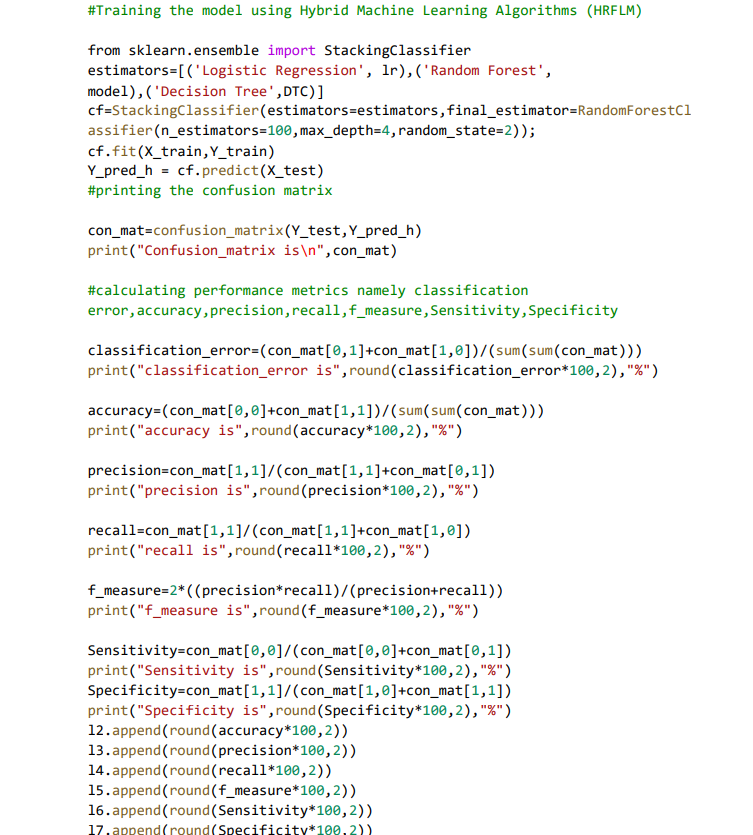 #Training the model using Hybrid Machine Learning Algorithms (HRFLM)
from sklearn.ensemble import StackingClassifier
estimators=[('Logistic Regression', lr),('Random Forest',
model),('Decision Tree',DTC)]
cf=StackingClassifier(estimators=estimators,final_estimator=RandomForestCl
assifier(n_estimators=100,max_depth=4,random_state=2));
cf.fit(X_train,Y_train)
Y_pred_h = cf.predict(X_test)
#printing the confusion matrix
con_mat=confusion_matrix(Y_test,Y_pred_h)
print("Confusion_matrix is\n",con_mat)
#calculating performance metrics namely classification
error,accuracy,precision,recall,f_measure,Sensitivity,Specificity
classification_error=(con_mat[0,1]+con_mat[1,0])/(sum(sum(con_mat)))
print("classification_error is",round(classification_error*100,2),"%")
accuracy=(con_mat[0,0]+con_mat[1,1])/(sum(sum(con_mat)))
print("accuracy is",round(accuracy*100,2),"%")
precision=con_mat[1,1]/(con_mat[1,1]+con_mat[0,1])
print("precision is",round(precision*100,2),"%")
recall=con_mat[1,1]/(con_mat[1,1]+con_mat[1,0])
print("recall is",round(recall*100,2),"%")
f_measure=2*((precision*recall)/(precision+recall))
print("f_measure is",round(f_measure*100,2),"%")
Sensitivity=con_mat[0,0]/(con_mat[0,0]+con_mat[0,1])
print("Sensitivity is",round(Sensitivity*100,2),"%")
Specificity=con_mat[1,1]/(con_mat[1,0]+con_mat[1,1])
print("Specificity is",round(Specificity*100,2),"%")
l2.append(round(accuracy*100,2))
l3.append(round(precision*100,2))
l4.append(round(recall*100,2))
l5.append(round(f_measure*100,2))
l6.append(round(Sensitivity*100,2))
l7.append(round(Specificity*100,2))